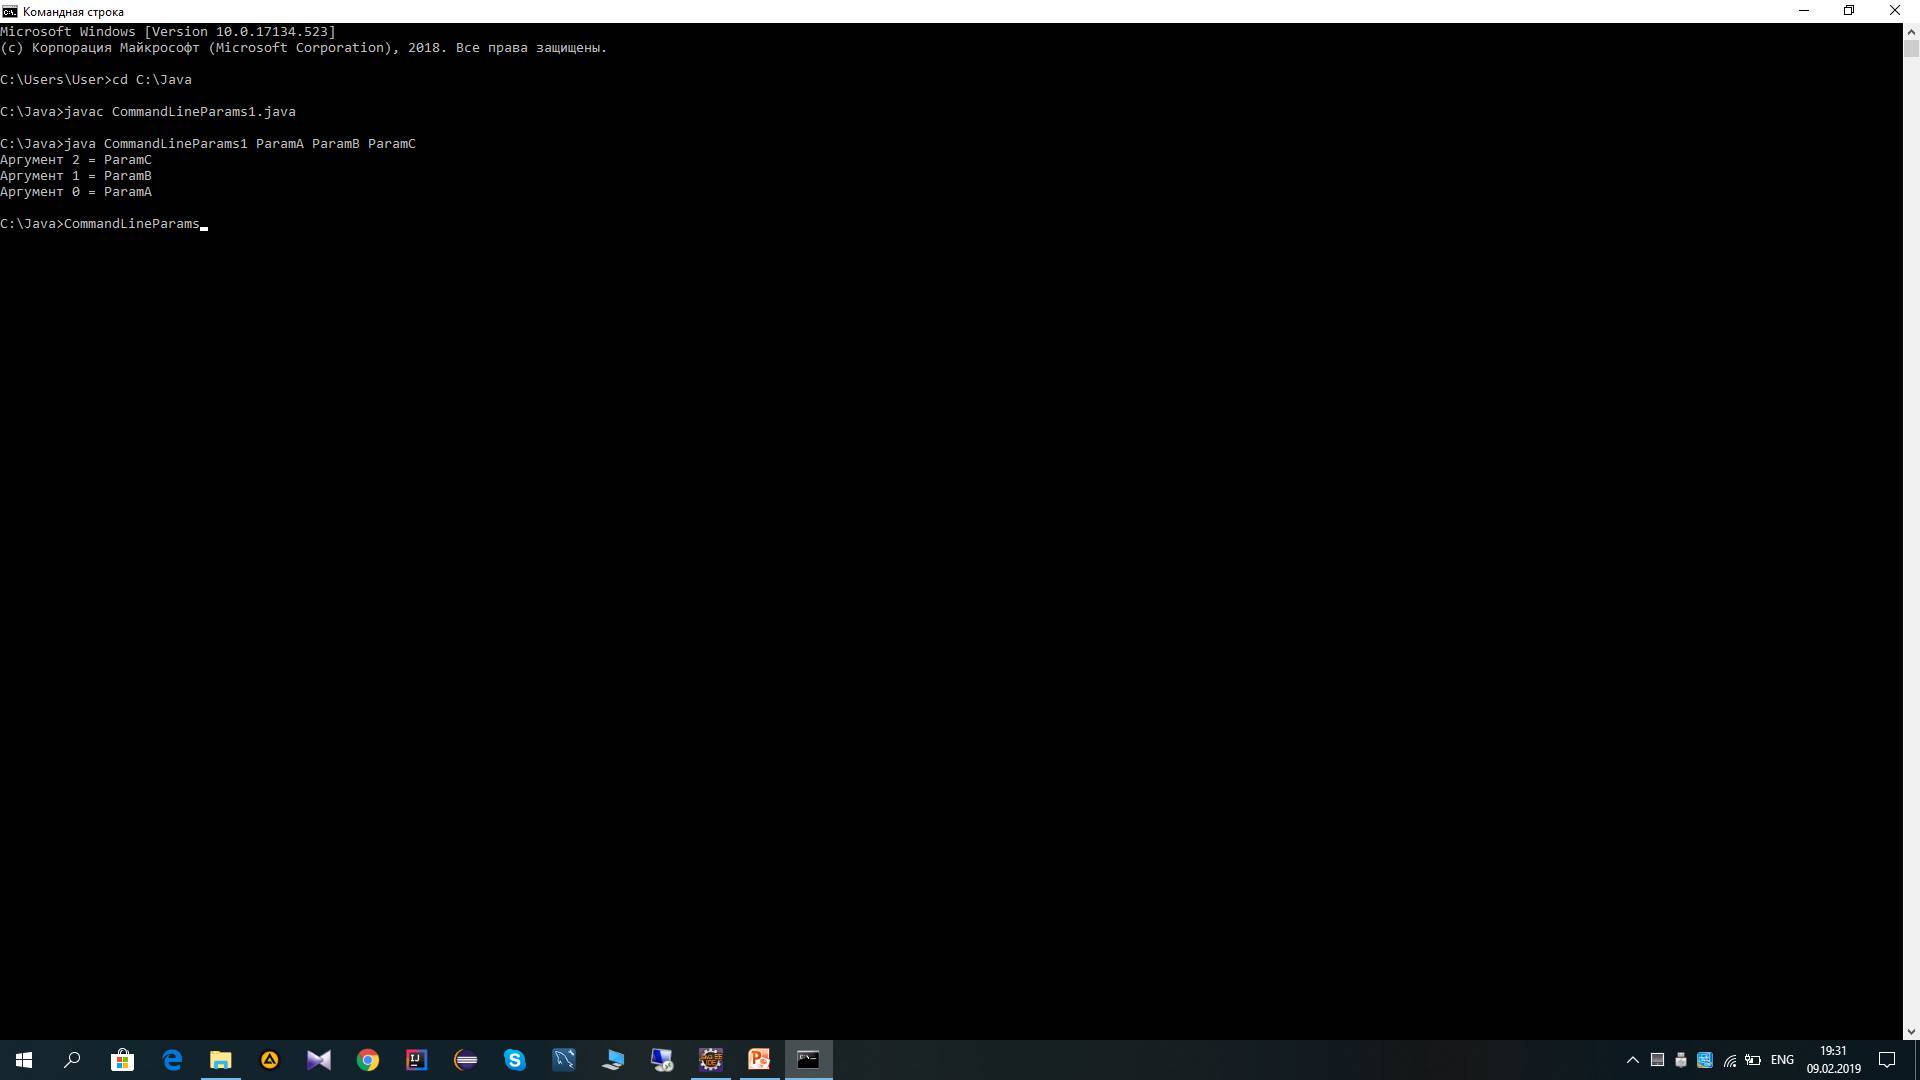 Командная строка
Microsoft Windows [Version 10.0.17134.523]
(c) Корпорация Майкрософт (Microsoft Corporation), 2018. Все права защищены.
C:\Users\User>cd C:\Java
C:\Java>javac CommandLineParams1.java
C:\Java>java CommandLineParams1 ParamA ParamB ParamC
Аргумент 2 = ParamC
Аргумент 1 = ParamB
Аргумент 0 = ParamA
C:\Java>CommandLineParams
ENG
19:31
09.02.2019